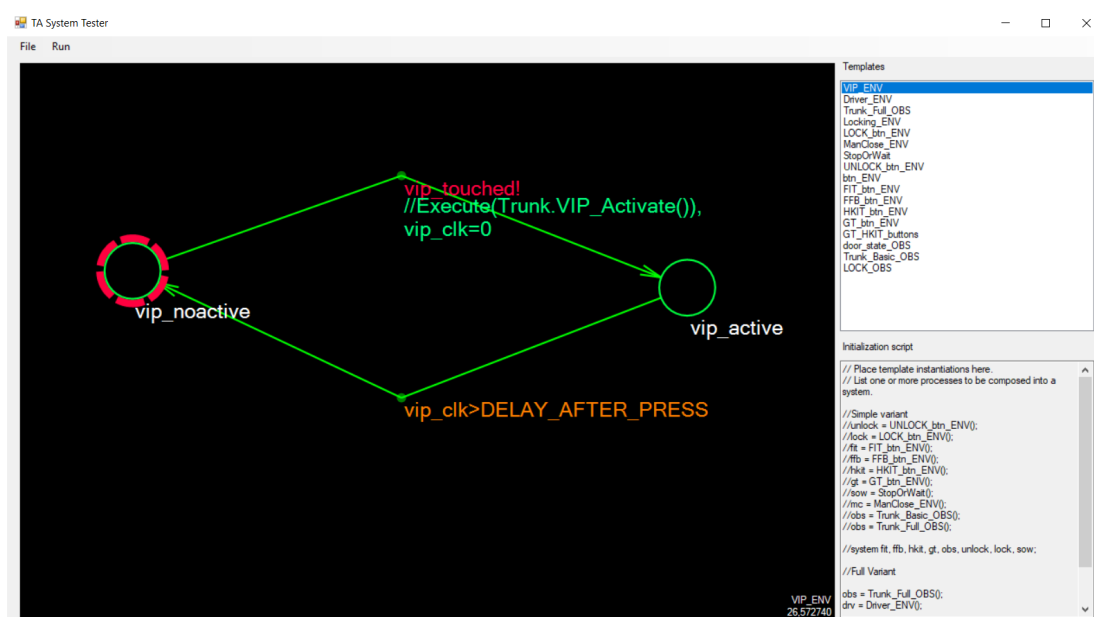 TA System Tester
File Run
vip_touched!
//Execute(Trunk.VIP_Activate()),
vip_clk=0
vip_noactive
vip_active
vip_clk>DELAY_AFTER_PRESS
VIP_ENV
26,572740
Templates
VIP_ENV
Driver_ENV
Trunk_Full_OBS
Locking_ENV
LOCK_btn_ENV
ManClose_ENV
StopOrWait
UNLOCK_btn_ENV
btn_ENV
FIT_btn_ENV
FFB_btn_ENV
HKIT_btn_ENV
GT_btn_ENV
GT_HKIT_buttons
door_state_OBS
Trunk_Basic_OBS
LOCK_OBS
Initialization script
// Place template instantiations here.
// List one or more processes to be composed into a
system.
//Simple variant
//unlock = UNLOCK_btn_ENV();
//lock = LOCK_btn_ENV();
//fit = FIT_btn_ENV();
//ffb = FFB_btn_ENV();
//hkit = HKIT_btn_ENV();
//gt = GT_btn_ENV();
//sow = StopOrWait();
//mc = ManClose_ENV();
//obs = Trunk_Basic_OBS();
//obs = Trunk_Full_OBS();
//system fit, ffb, hkit, gt, obs, unlock, lock, sow;
//Full Variant
obs = Trunk_Full_OBS();
drv = Driver_ENV();